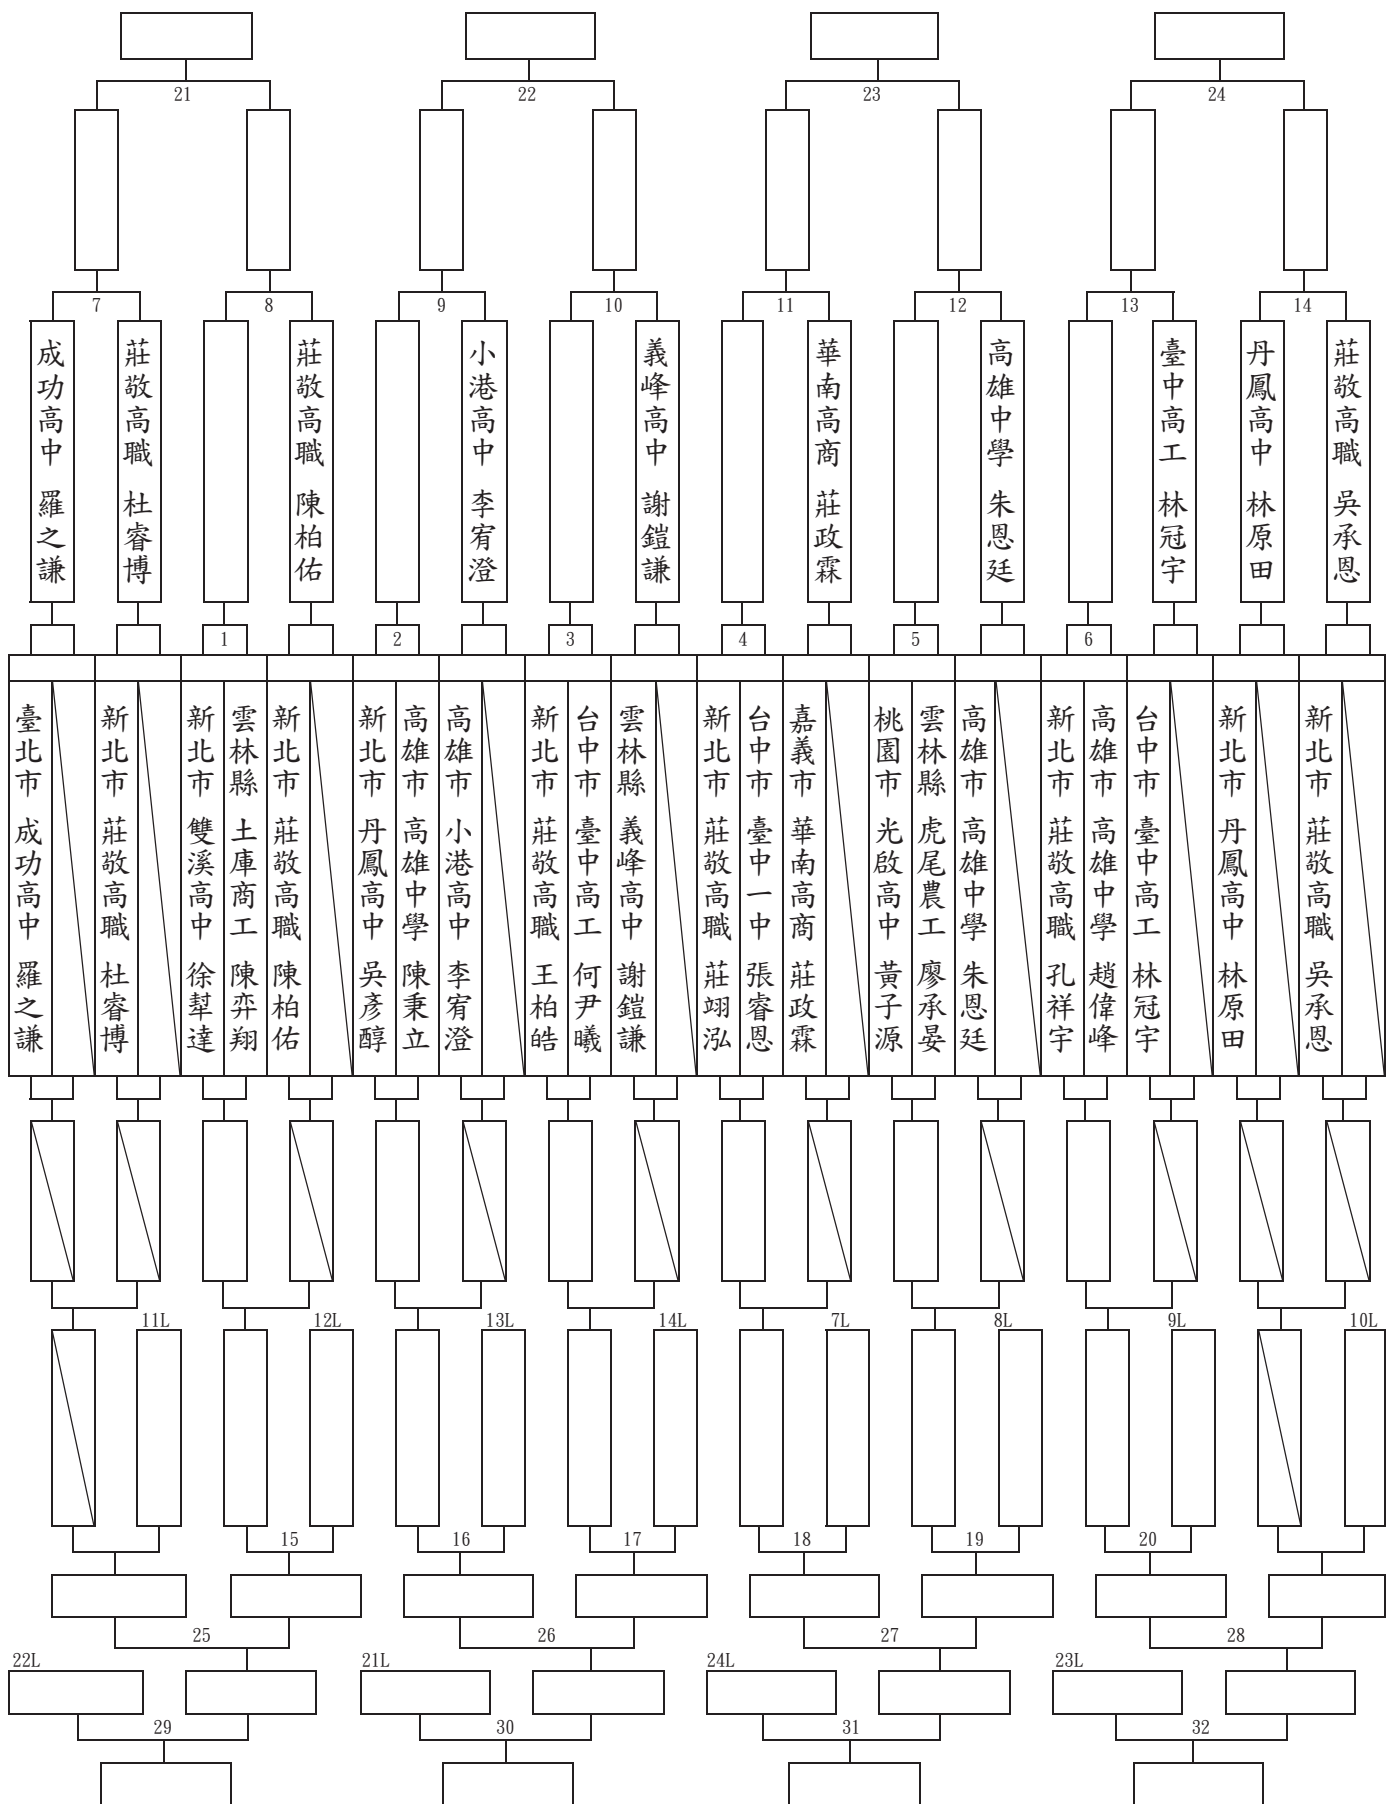 21
22
23
24
7
8
9
10
11
12
13
14
成功高中 羅之謙
莊敬高職 杜睿博
莊敬高職 陳柏佑
小港高中 李宥澄
義峰高中 謝鎧謙
華南高商 莊政霖
高雄中學 朱恩廷
臺中高工 林冠宇
丹鳳高中 林原田
莊敬高職 吳承恩
1
2
3
4
5
6
臺北市 成功高中 羅之謙
新北市 莊敬高職 杜睿博
新北市 雙溪高中 徐犎達
雲林縣 土庫商工 陳弈翔
新北市 莊敬高職 陳柏佑
新北市 丹鳳高中 吳彥醇
高雄市 高雄中學 陳秉立
高雄市 小港高中 李宥澄
新北市 莊敬高職 王柏皓
台中市 臺中高工 何尹曦
雲林縣 義峰高中 謝鎧謙
新北市 莊敬高職 莊翊泓
台中市 臺中一中 張睿恩
嘉義市 華南高商 莊政霖
桃園市 光啟高中 黃子源
雲林縣 虎尾農工 廖承晏
高雄市 高雄中學 朱恩廷
新北市 莊敬高職 孔祥宇
高雄市 高雄中學 趙偉峰
台中市 臺中高工 林冠宇
新北市 丹鳳高中 林原田
新北市 莊敬高職 吳承恩
11L
12L
13L
14L
7L
8L
9L
10L
15
16
17
18
19
20
25
26
27
28
22L
21L
24L
23L
29
30
31
32